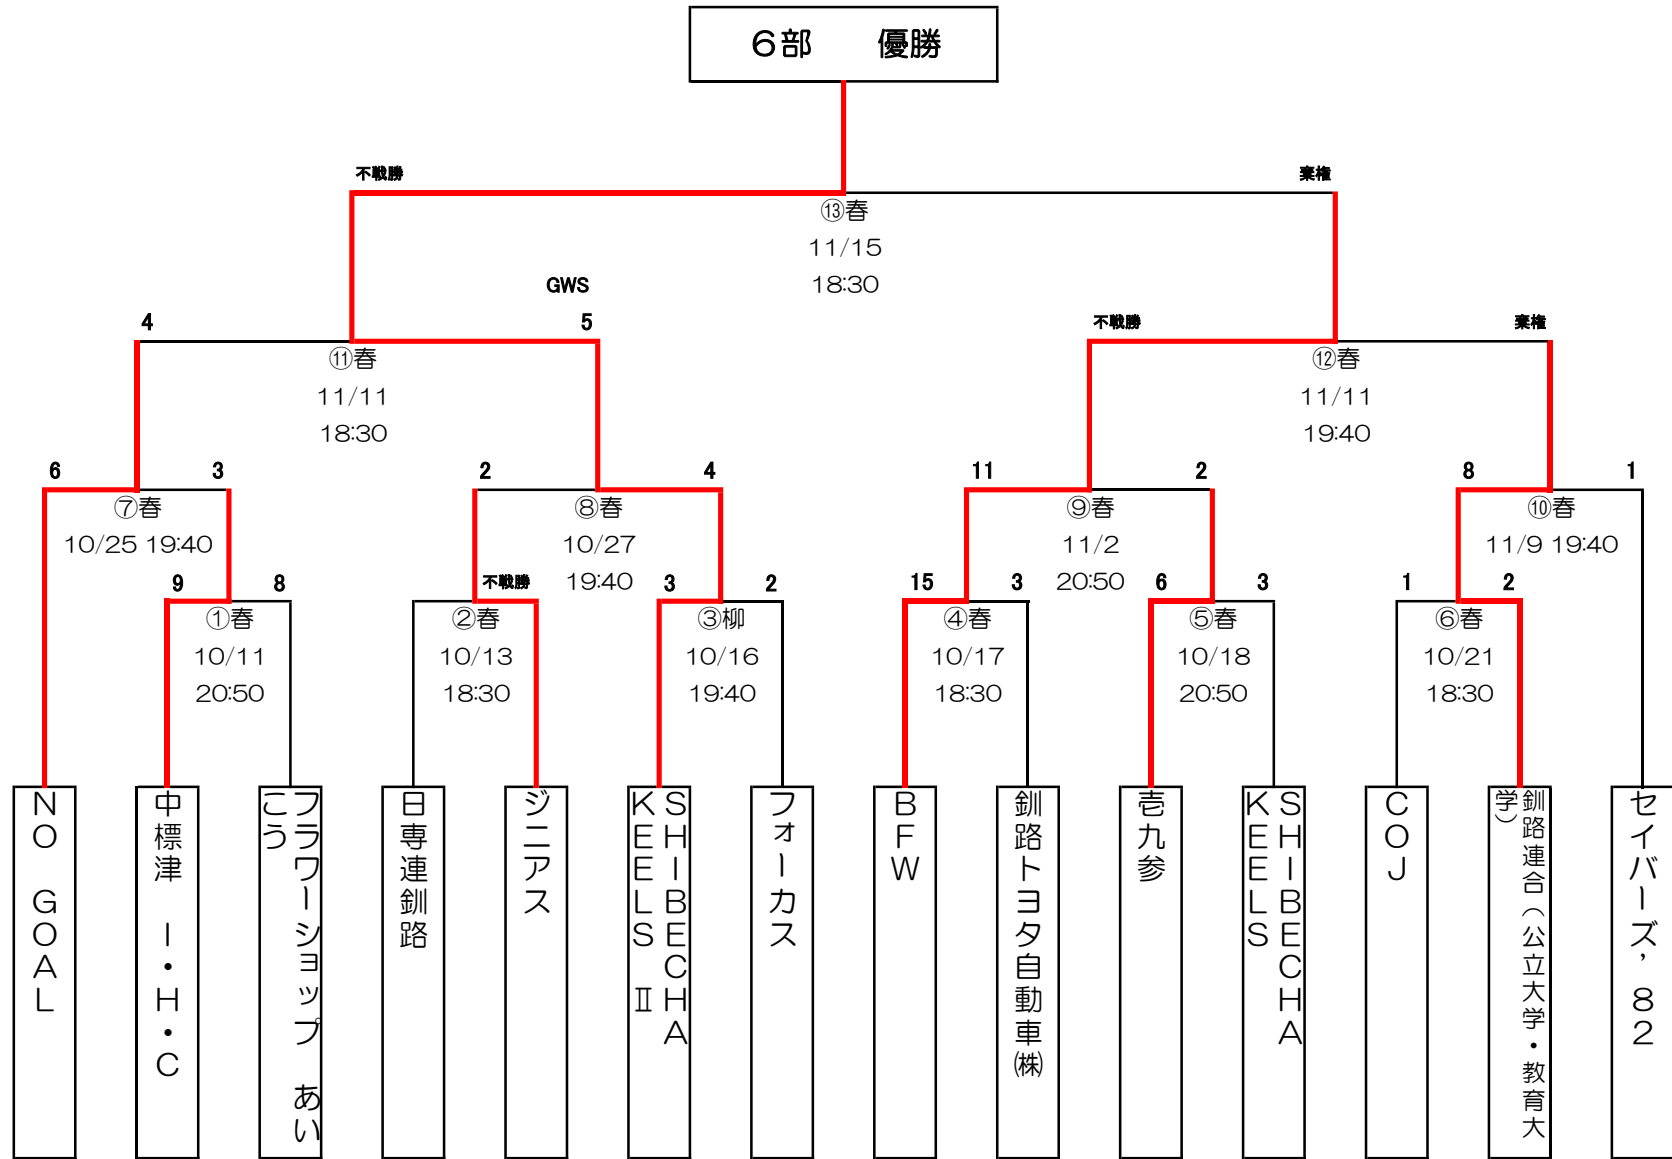 6部　優勝
不戦勝
棄権
⑬春
11/15
18:30
GWS
4
5
不戦勝
棄権
⑪春
11/11
18:30
⑫春
11/11
19:40
6
3
2
4
11
2
8
1
⑦春
10/25 19:40
⑧春
10/27
19:40
⑨春
11/2
20:50
⑩春
11/9 19:40
9
8
不戦勝
3
2
15
3
6
3
1
2
①春
10/11
20:50
②春
10/13
18:30
③柳
10/16
19:40
④春
10/17
18:30
⑤春
10/18
20:50
⑥春
10/21
18:30
NO GOAL
中標津 I・H・C
フラワーショップ あい
こう
日専連釧路
ジニアス
SHIBECHA
KEELS Ⅱ
フォーカス
BFW
釧路トヨタ自動車㈱
壱九参
SHIBECHA
KEELS
COJ
釧路連合（公立大学・教育大
学）
セイバーズ’82